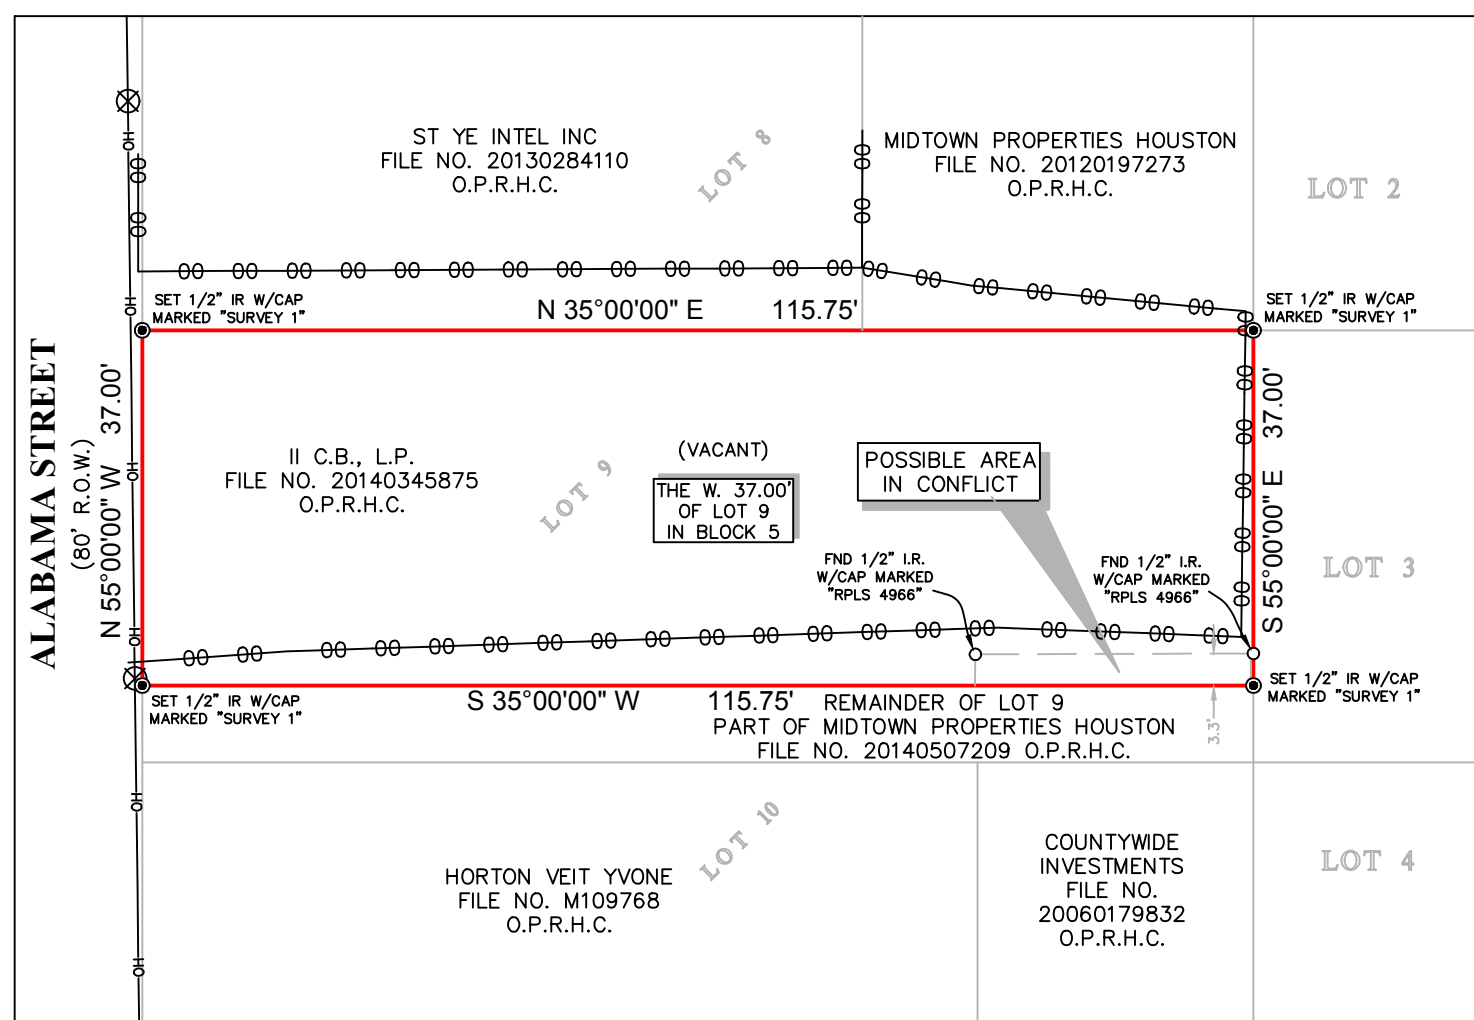 ST YE INTEL INC
FILE NO. 20130284110
O.P.R.H.C.
LOT 8
MIDTOWN PROPERTIES HOUSTON
FILE NO. 20120197273
O.P.R.H.C.
LOT 2
SET 1/2" IR W/CAP
MARKED "SURVEY 1"
N 35°00'00" E 115.75'
SET 1/2" IR W/CAP
MARKED "SURVEY 1"
ALABAMA STREET
(80' R.O.W.)
N 55°00'00" W 37.00'
II C.B., L.P.
FILE NO. 20140345875
O.P.R.H.C.
LOT 9
(VACANT)
THE W. 37.00'
OF LOT 9
IN BLOCK 5
POSSIBLE AREA
IN CONFLICT
FND 1/2" I.R.
W/CAP MARKED
"RPLS 4966"
FND 1/2" I.R.
W/CAP MARKED
"RPLS 4966"
S 55°00'00" E 37.00'
LOT 3
SET 1/2" IR W/CAP
MARKED "SURVEY 1"
S 35°00'00" W 115.75'
REMAINDER OF LOT 9
PART OF MIDTOWN PROPERTIES HOUSTON
FILE NO. 20140507209 O.P.R.H.C.
3.3'
SET 1/2" IR W/CAP
MARKED "SURVEY 1"
HORTON VEIT YVONE
FILE NO. M109768
O.P.R.H.C.
LOT 10
COUNTYWIDE
INVESTMENTS
FILE NO.
20060179832
O.P.R.H.C.
LOT 4
HO
HO
HO
HO
HO
HO
HO